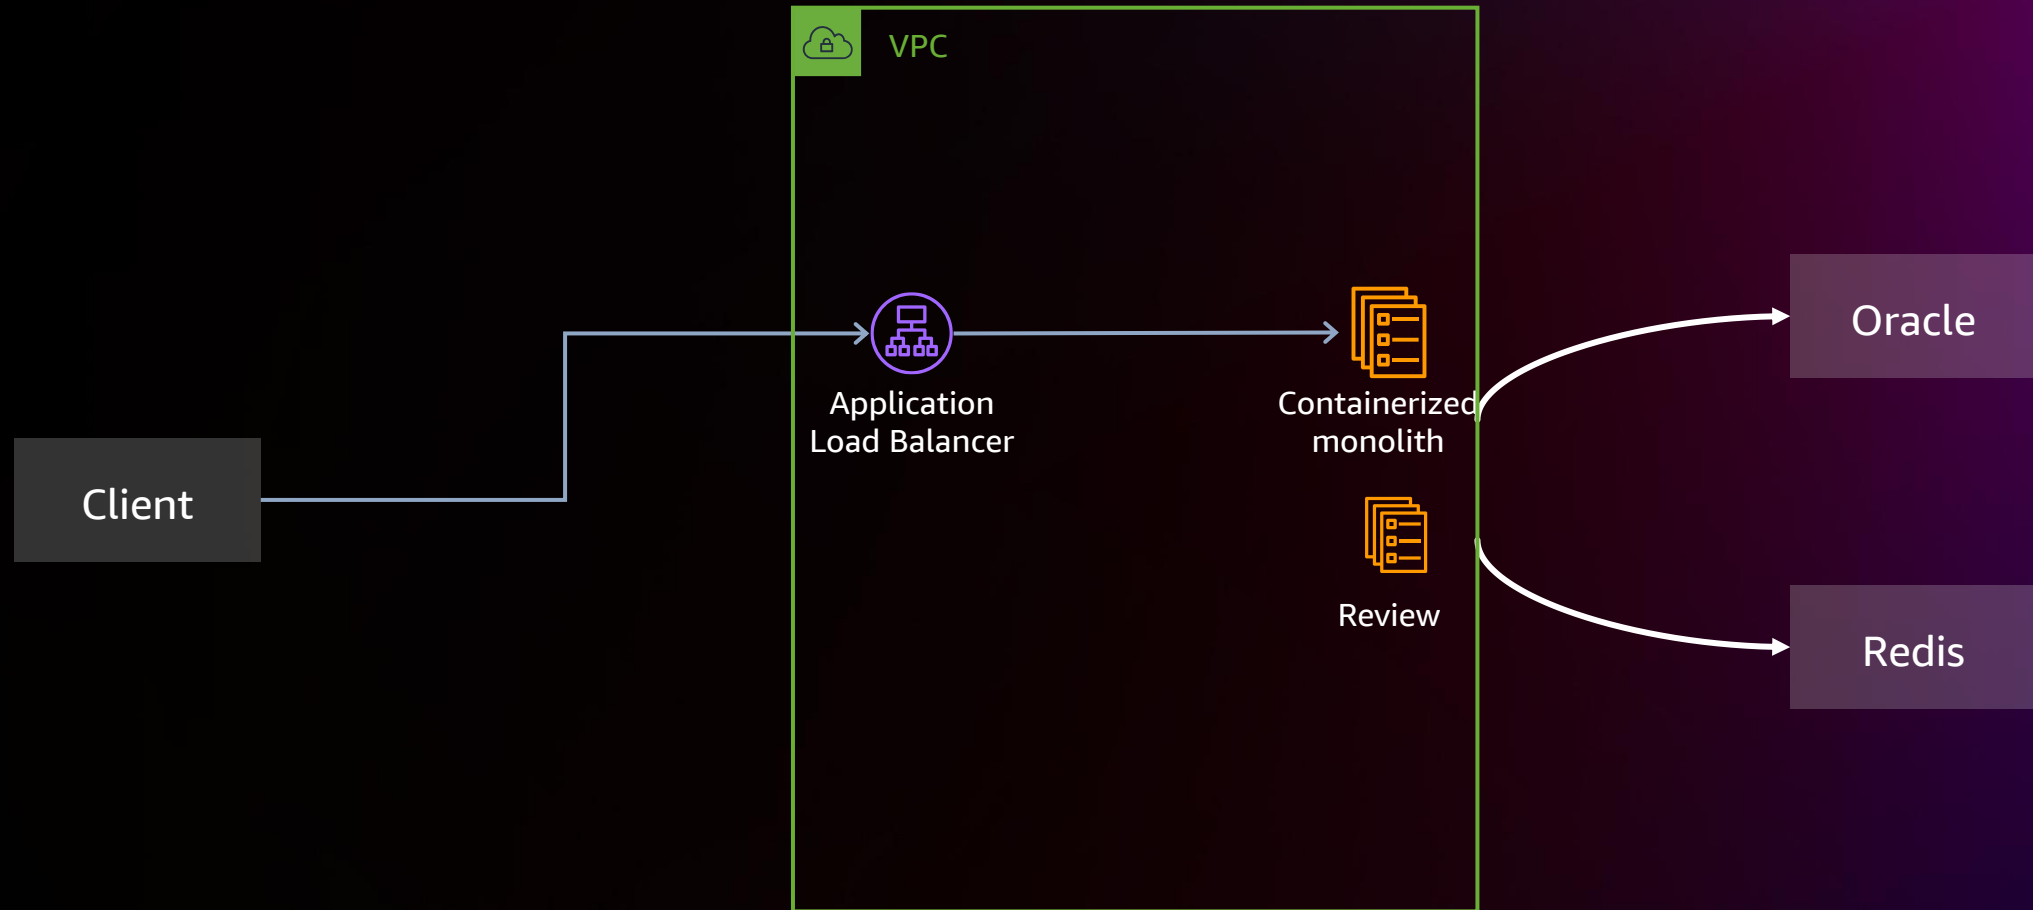 VPC
Client
Application
Load Balancer
Containerized
monolith
Review
Oracle
Redis